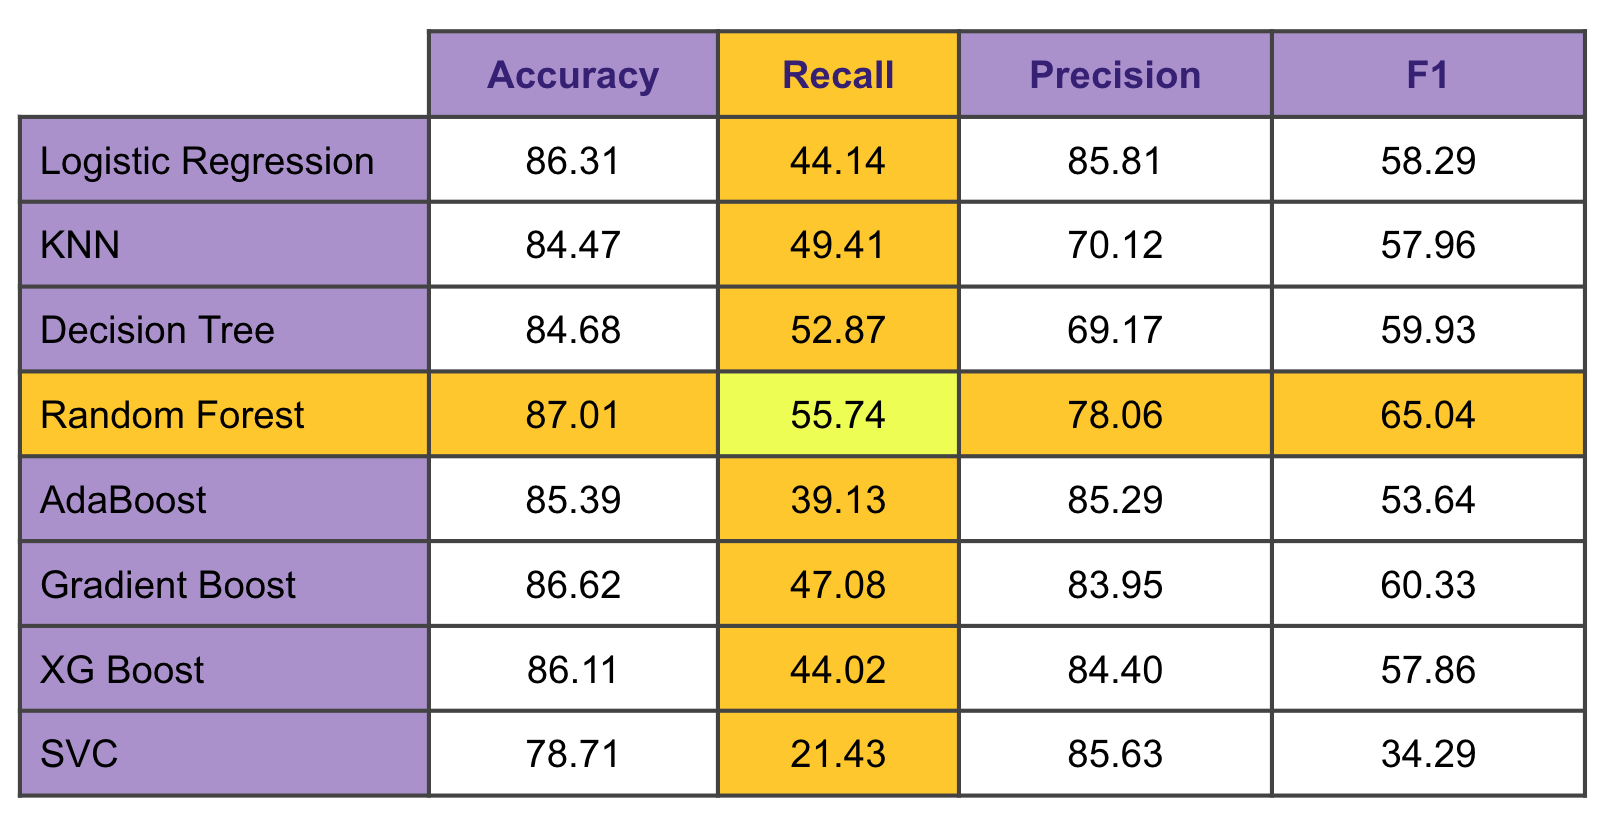 Accuracy Recall Precision F1
Logistic Regression 86.31 44.14 85.81 58.29
KNN 84.47 49.41 70.12 57.96
Decision Tree 84.68 52.87 69.17 59.93
Random Forest 87.01 55.74 78.06 65.04
AdaBoost 85.39 39.13 85.29 53.64
Gradient Boost 86.62 47.08 83.95 60.33
XG Boost 86.11 44.02 84.40 57.86
SVC 78.71 21.43 85.63 34.29